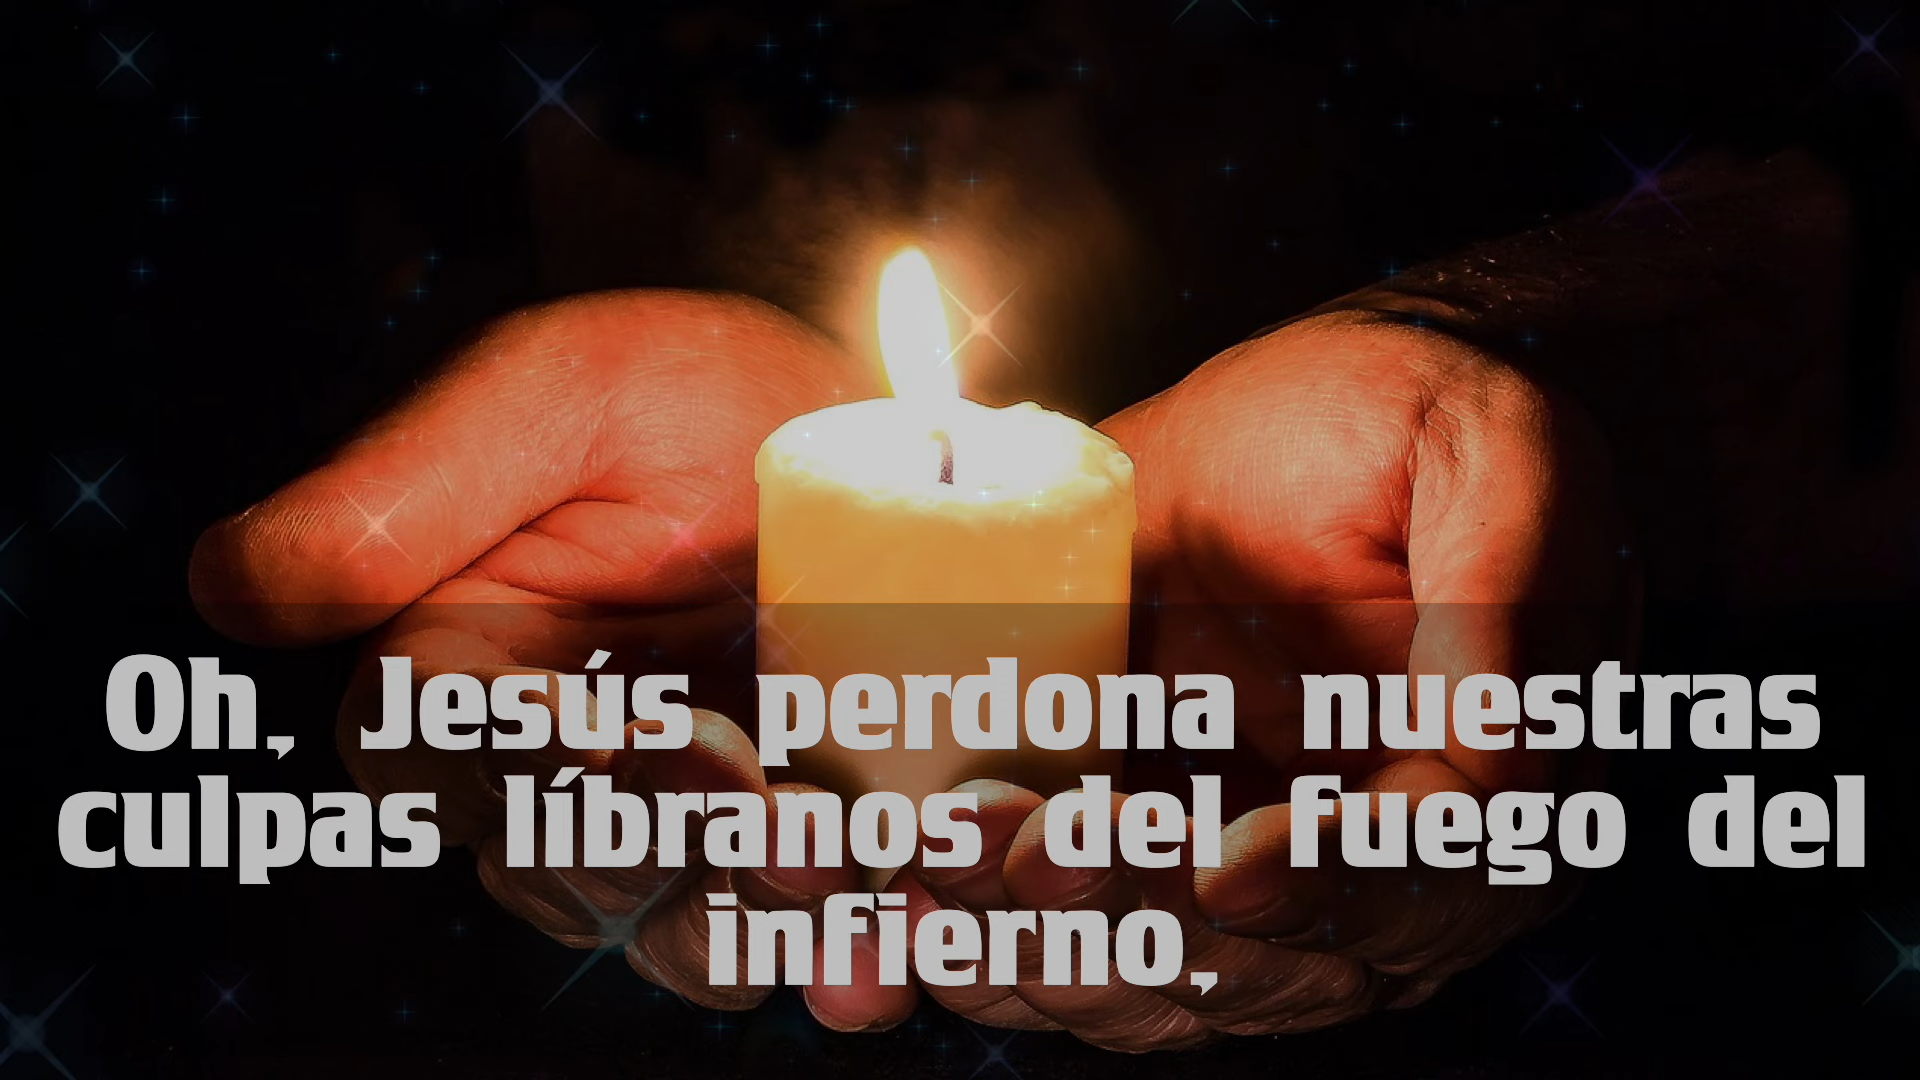 Oh, Jesús perdona nuestras
culpas líbranos del fuego del
infierno,